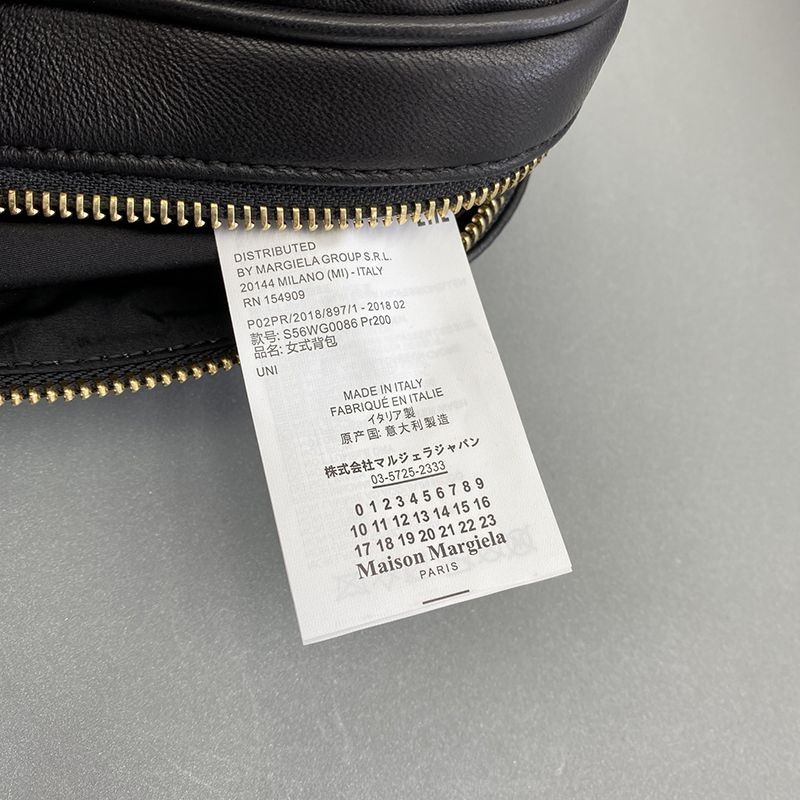 DISTRIBUTED
BY MARGIELA GROUP S.R.L.
20144 MILANO (MI) - ITALY
RN 154909
P02PR/2018/897/1 - 2018 02
款号: S56WG0086 Pr200
品名: 女式背包
UNI
MADE IN ITALY
FABRIQUÉ EN ITALIE
イタリア製
原产国: 意大利製造
株式会社マルジェラジャパン
03-5725-2333
0 1 2 3 4 5 6 7 8 9
10 11 12 13 14 15 16
17 18 19 20 21 22 23
Maison Margiela
PARIS